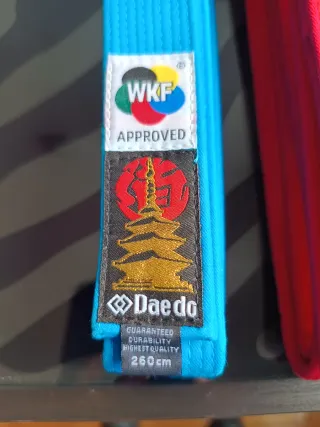 WKF
®
APPROVED
Daedo
GUARANTEED
DURABILITY
HIGHEST QUALITY
260cm